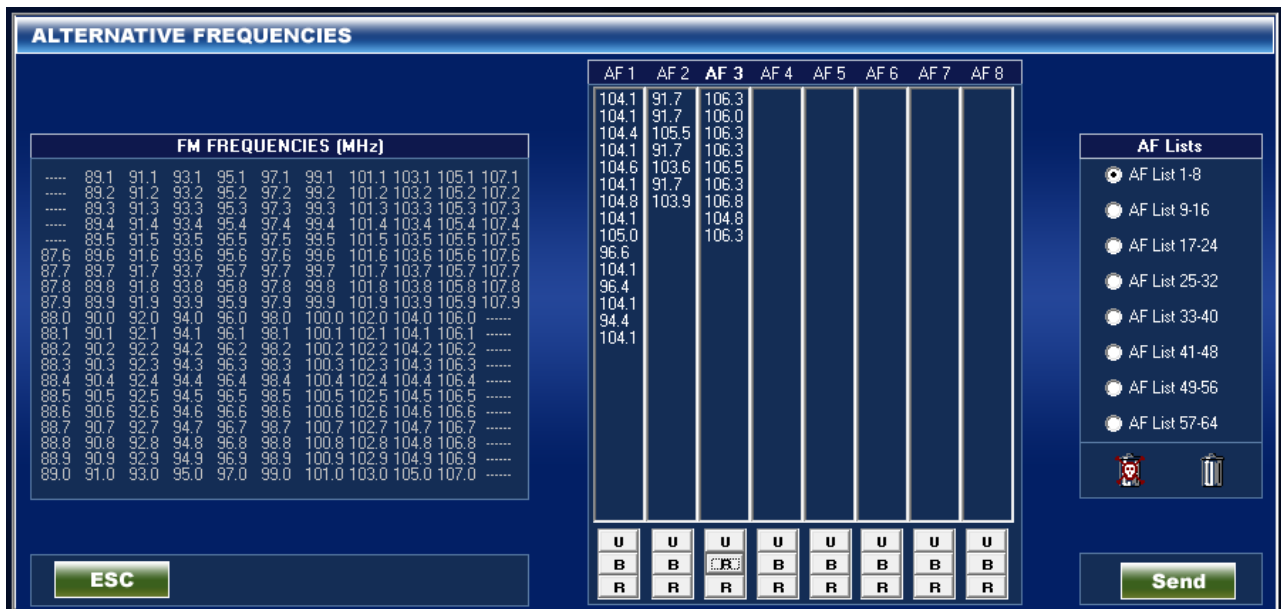 ALTERNATIVE FREQUENCIES
AF 1 AF 2 AF 3 AF 4 AF 5 AF 6 AF 7 AF 8
104.1 91.7 106.3
104.1 91.7 106.0
104.4 105.5 106.3
104.1 91.7 106.3
104.6 103.6 106.5
104.1 91.7 106.3
104.8 103.9 106.8
104.1 104.8
105.0 106.3
96.6
104.1
96.4
104.1
94.4
104.1
FM FREQUENCIES (MHz)
----- 89.1 91.1 93.1 95.1 97.1 99.1 101.1 103.1 105.1 107.1
----- 89.2 91.2 93.2 95.2 97.2 99.2 101.2 103.2 105.2 107.2
----- 89.3 91.3 93.3 95.3 97.3 99.3 101.3 103.3 105.3 107.3
----- 89.4 91.4 93.4 95.4 97.4 99.4 101.4 103.4 105.4 107.4
----- 89.5 91.5 93.5 95.5 97.5 99.5 101.5 103.5 105.5 107.5
87.6 89.6 91.6 93.6 95.6 97.6 99.6 101.6 103.6 105.6 107.6
87.7 89.7 91.7 93.7 95.7 97.7 99.7 101.7 103.7 105.7 107.7
87.8 89.8 91.8 93.8 95.8 97.8 99.8 101.8 103.8 105.8 107.8
87.9 89.9 91.9 93.9 95.9 97.9 99.9 101.9 103.9 105.9 107.9
88.0 90.0 92.0 94.0 96.0 98.0 100.0 102.0 104.0 106.0 ------
88.1 90.1 92.1 94.1 96.1 98.1 100.1 102.1 104.1 106.1 ------
88.2 90.2 92.2 94.2 96.2 98.2 100.2 102.2 104.2 106.2 ------
88.3 90.3 92.3 94.3 96.3 98.3 100.3 102.3 104.3 106.3 ------
88.4 90.4 92.4 94.4 96.4 98.4 100.4 102.4 104.4 106.4 ------
88.5 90.5 92.5 94.5 96.5 98.5 100.5 102.5 104.5 106.5 ------
88.6 90.6 92.6 94.6 96.6 98.6 100.6 102.6 104.6 106.6 ------
88.7 90.7 92.7 94.7 96.7 98.7 100.7 102.7 104.7 106.7 ------
88.8 90.8 92.8 94.8 96.8 98.8 100.8 102.8 104.8 106.8 ------
88.9 90.9 92.9 94.9 96.9 98.9 100.9 102.9 104.9 106.9 ------
89.0 91.0 93.0 95.0 97.0 99.0 101.0 103.0 105.0 107.0 ------
AF Lists
AF List 1-8
AF List 9-16
AF List 17-24
AF List 25-32
AF List 33-40
AF List 41-48
AF List 49-56
AF List 57-64
U U U U U U U U
B B B B B B B B
R R R R R R R R
ESC
Send